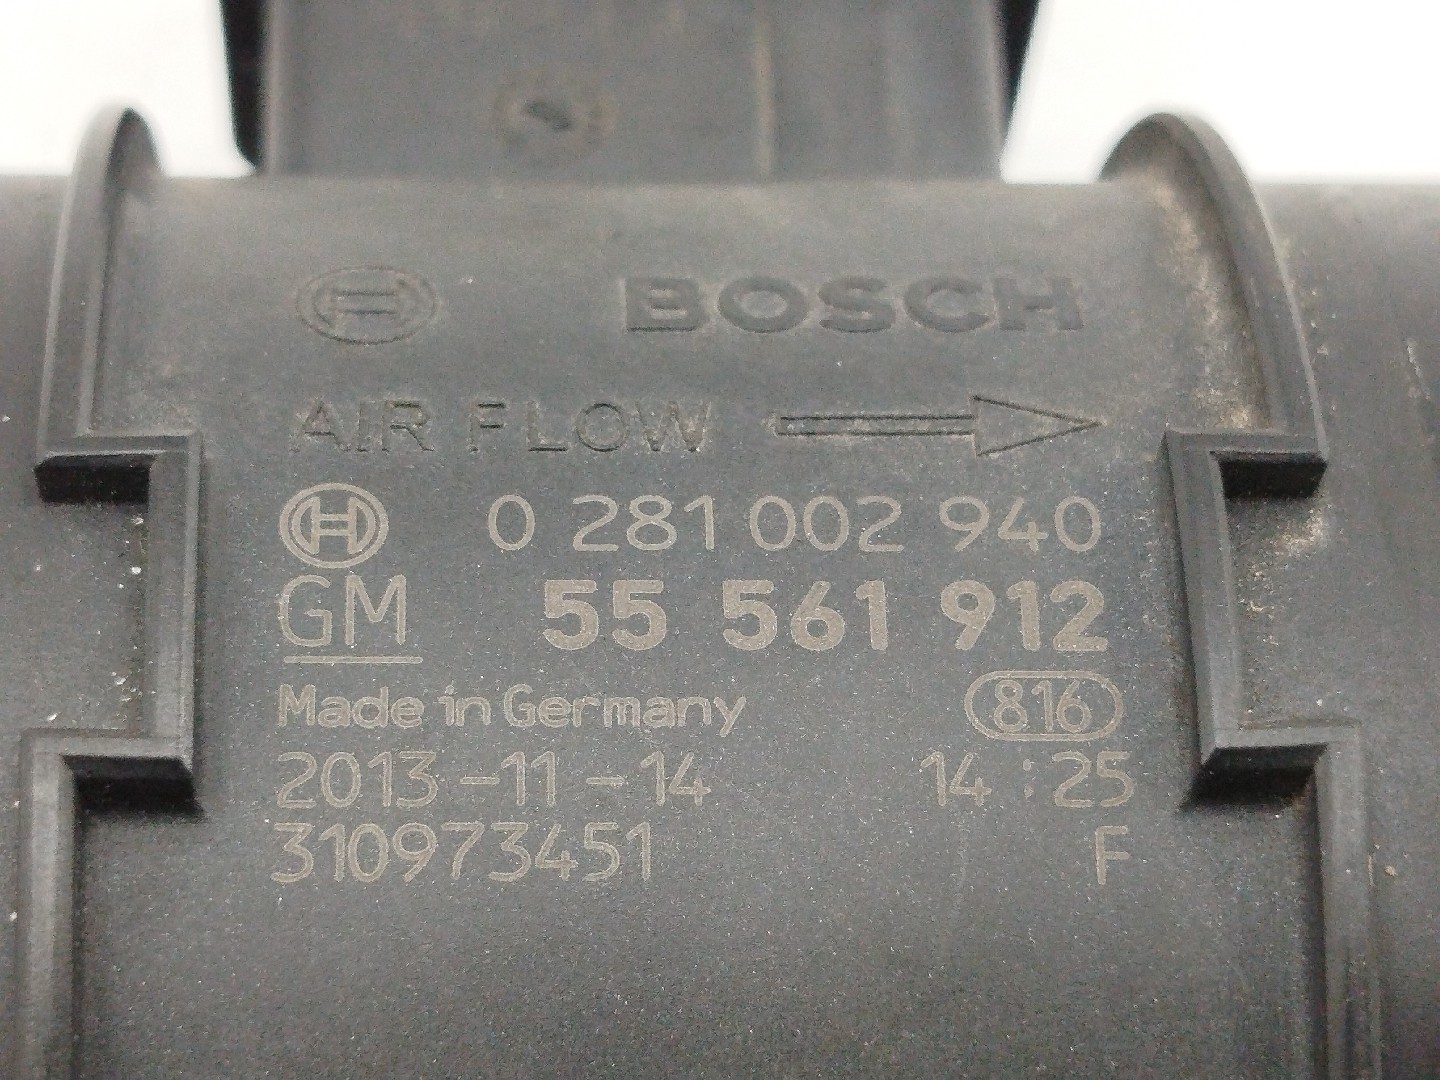 BOSCH
AIR FLOW
0 281 002 940
GM 55 561 912
Made in Germany 816
2013-11-14 14:25
310973451 F